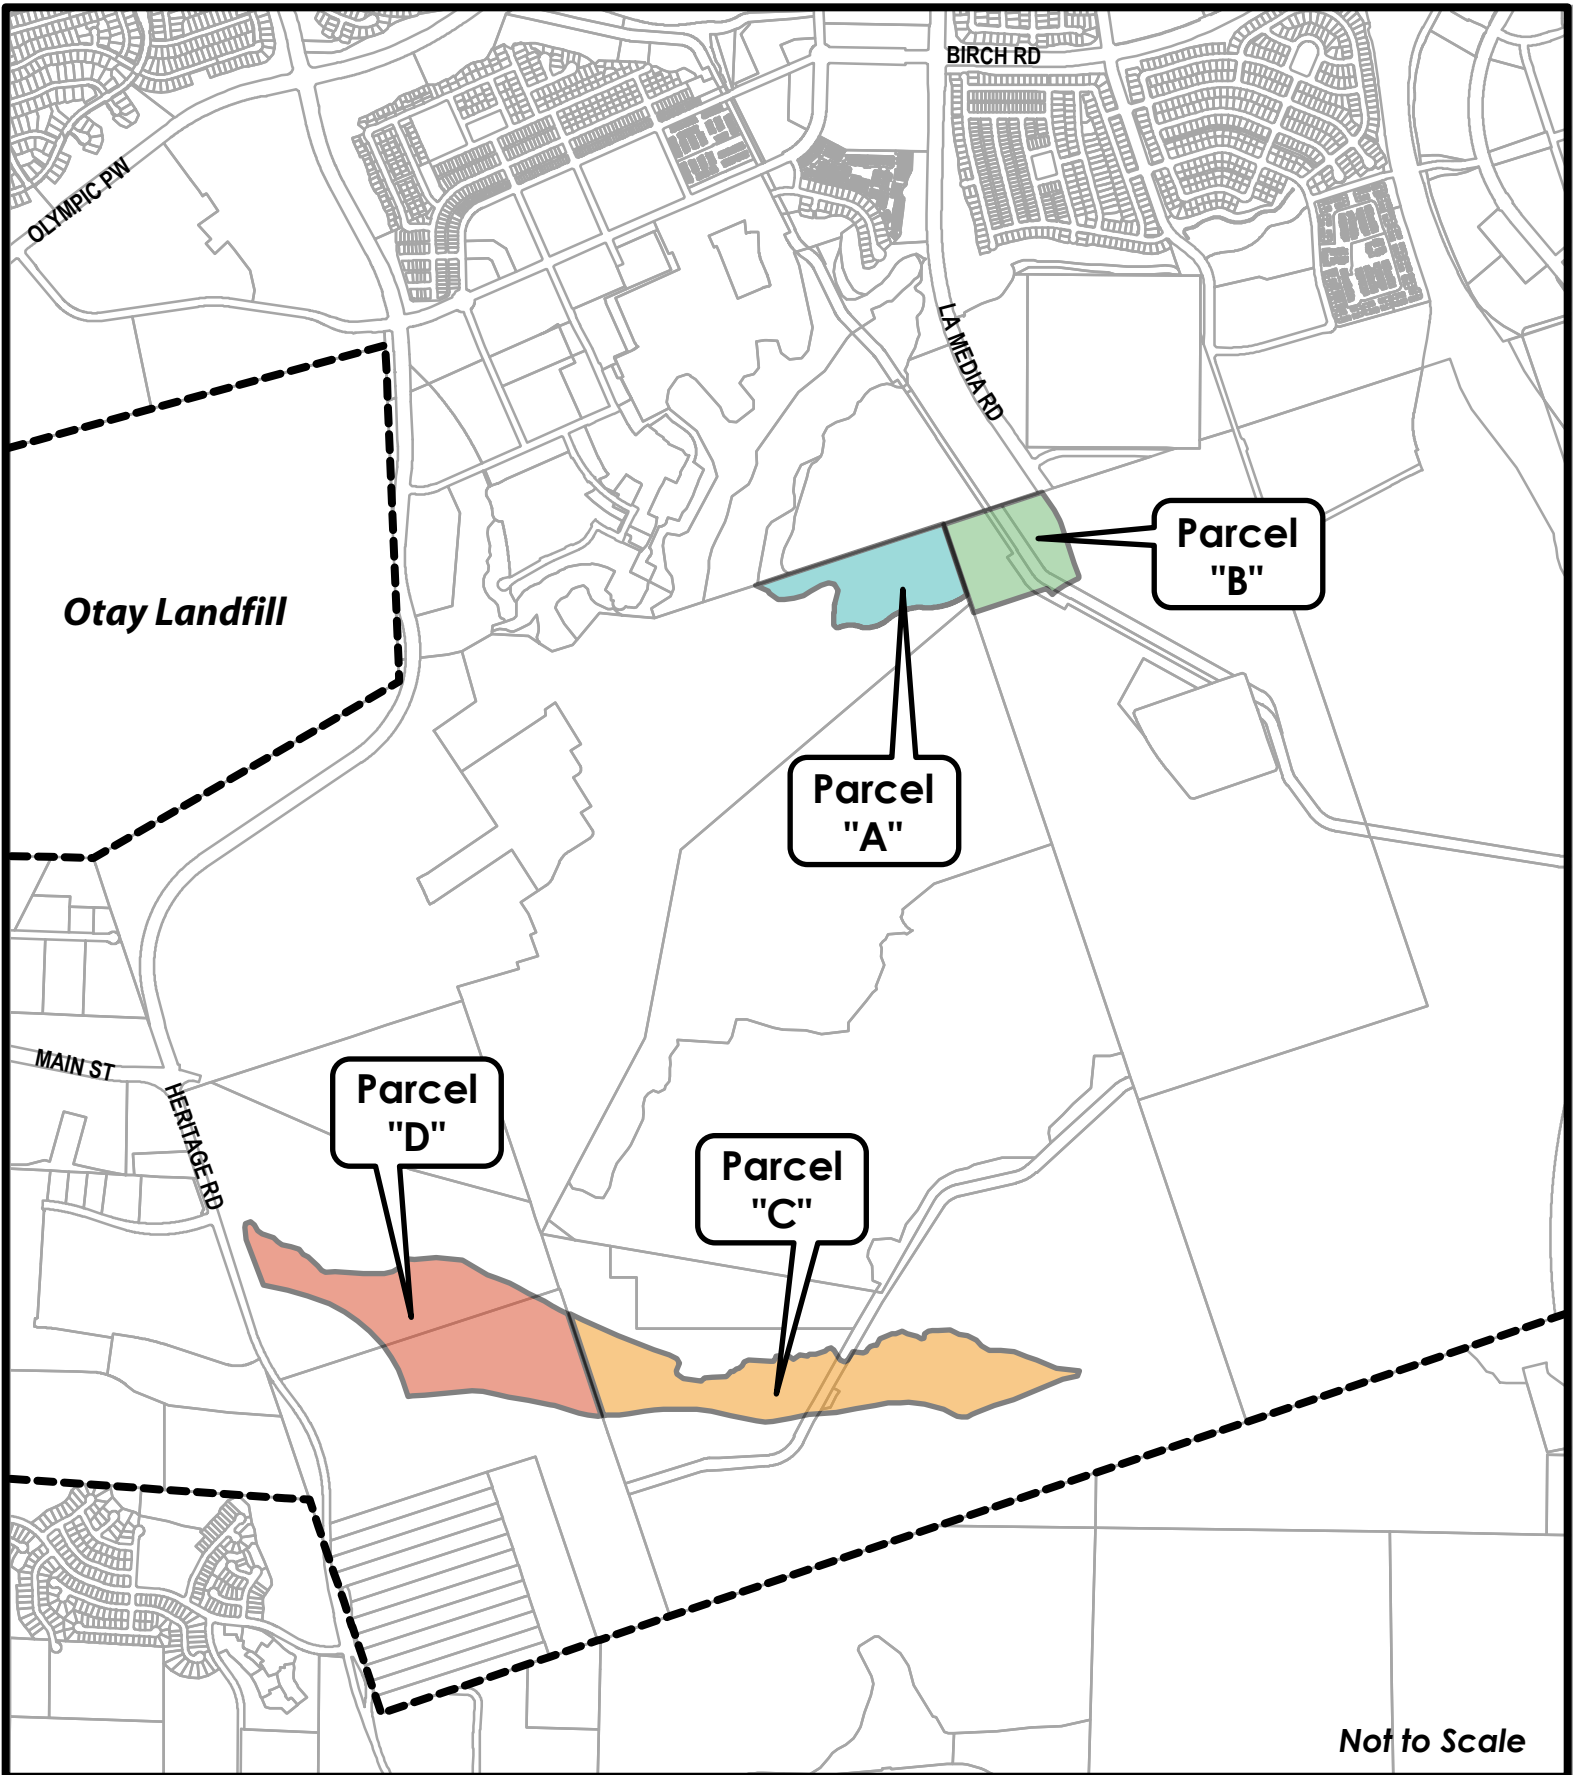 BIRCH RD
OLYMPIC PW
LA MEDIA RD
Parcel
"B"
Otay Landfill
Parcel
"A"
MAIN ST
HERITAGE RD
Parcel
"D"
Parcel
"C"
Not to Scale